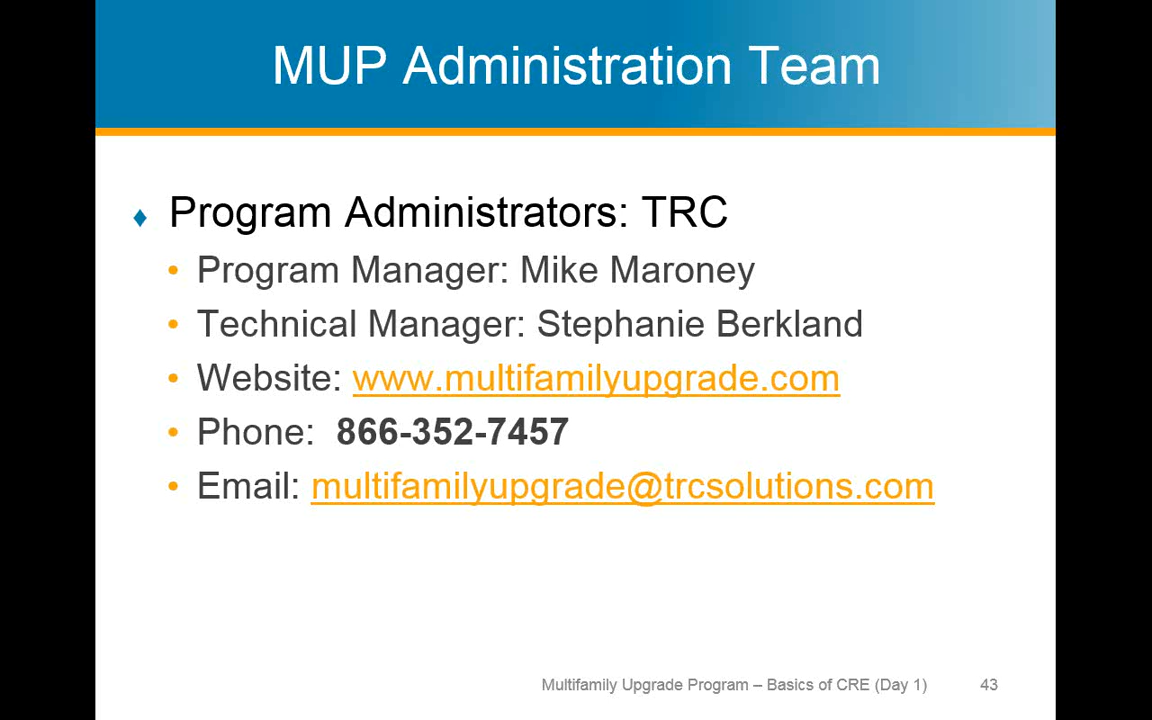 MUP Administration Team
♦ Program Administrators: TRC
• Program Manager: Mike Maroney
• Technical Manager: Stephanie Berkland
• Website: www.multifamilyupgrade.com
• Phone: 866-352-7457
• Email: multifamilyupgrade@trcsolutions.com
Multifamily Upgrade Program – Basics of CRE (Day 1) 43